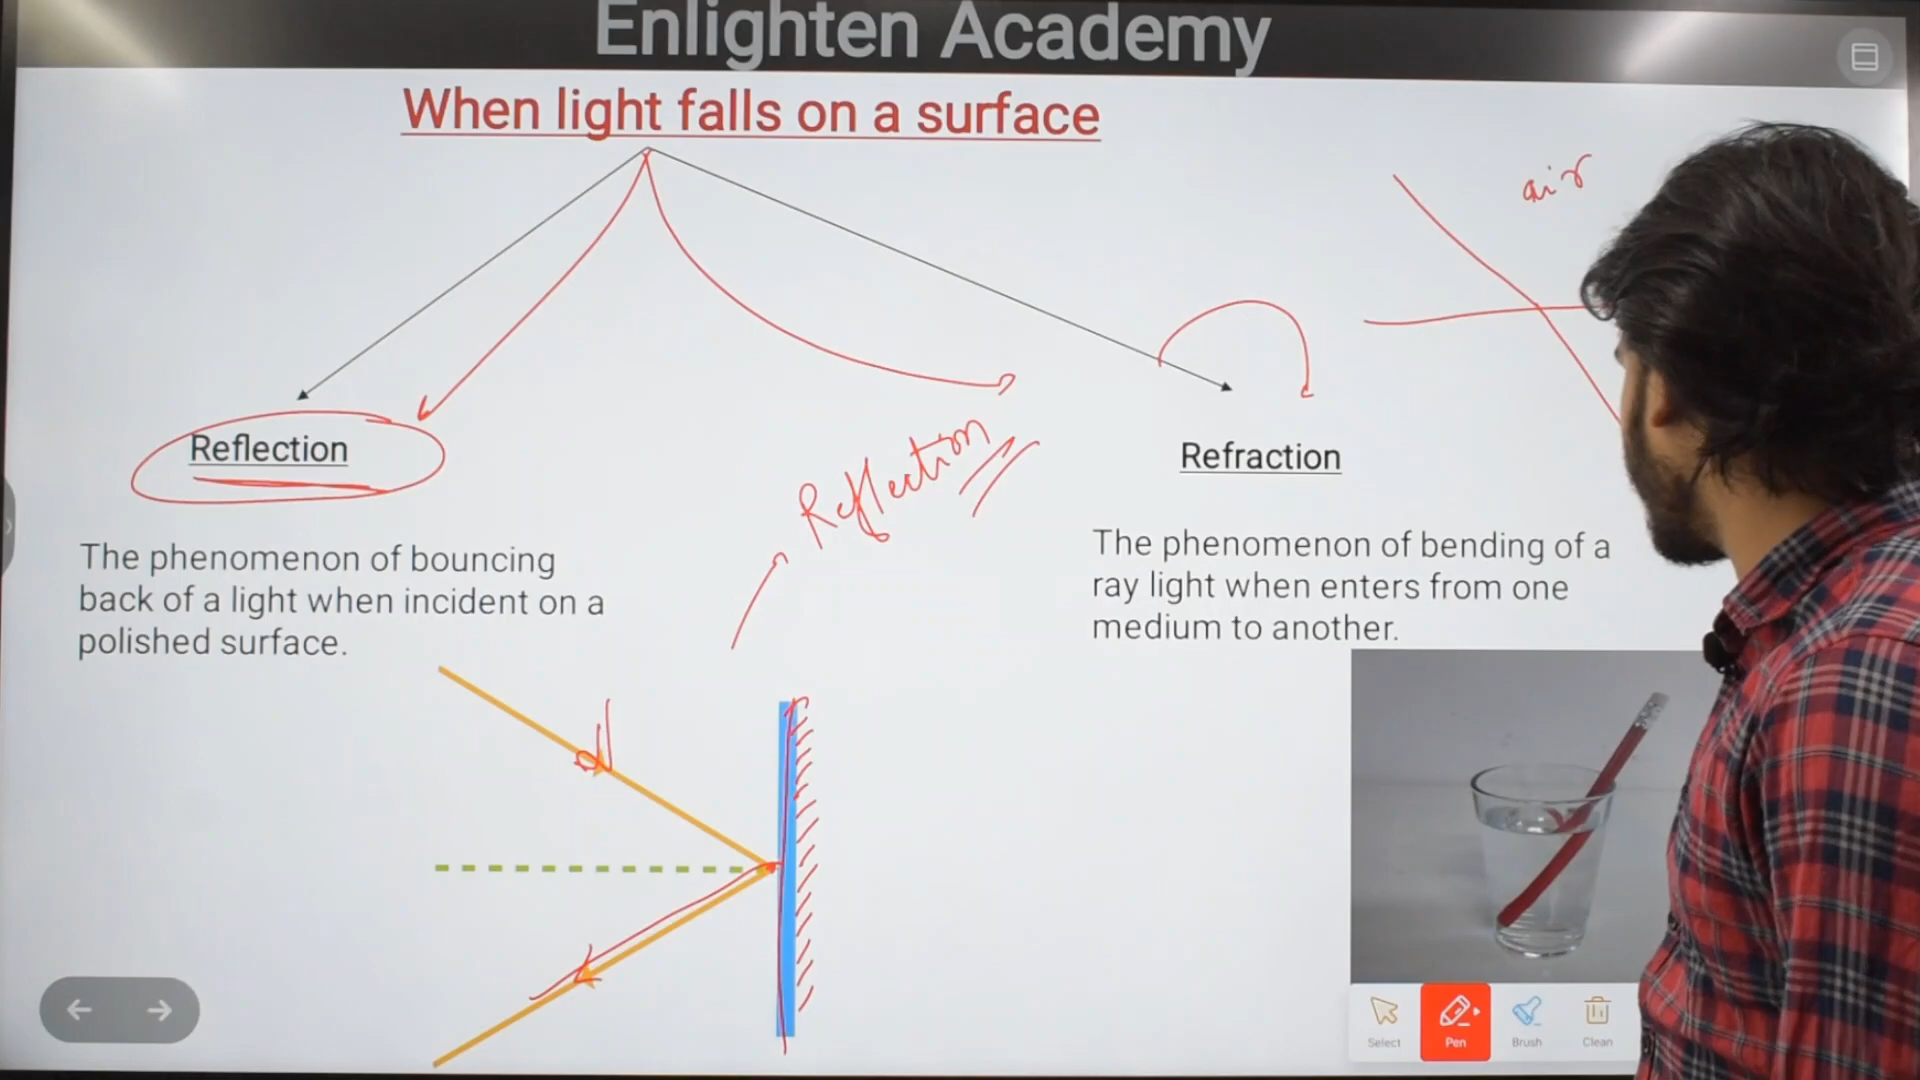 Enlighten Academy
When light falls on a surface
air
Reflection
Reflection
Refraction
The phenomenon of bouncing
back of a light when incident on a
polished surface.
The phenomenon of bending of a
ray light when enters from one
medium to another.
Select
Pen
Brush
Clean